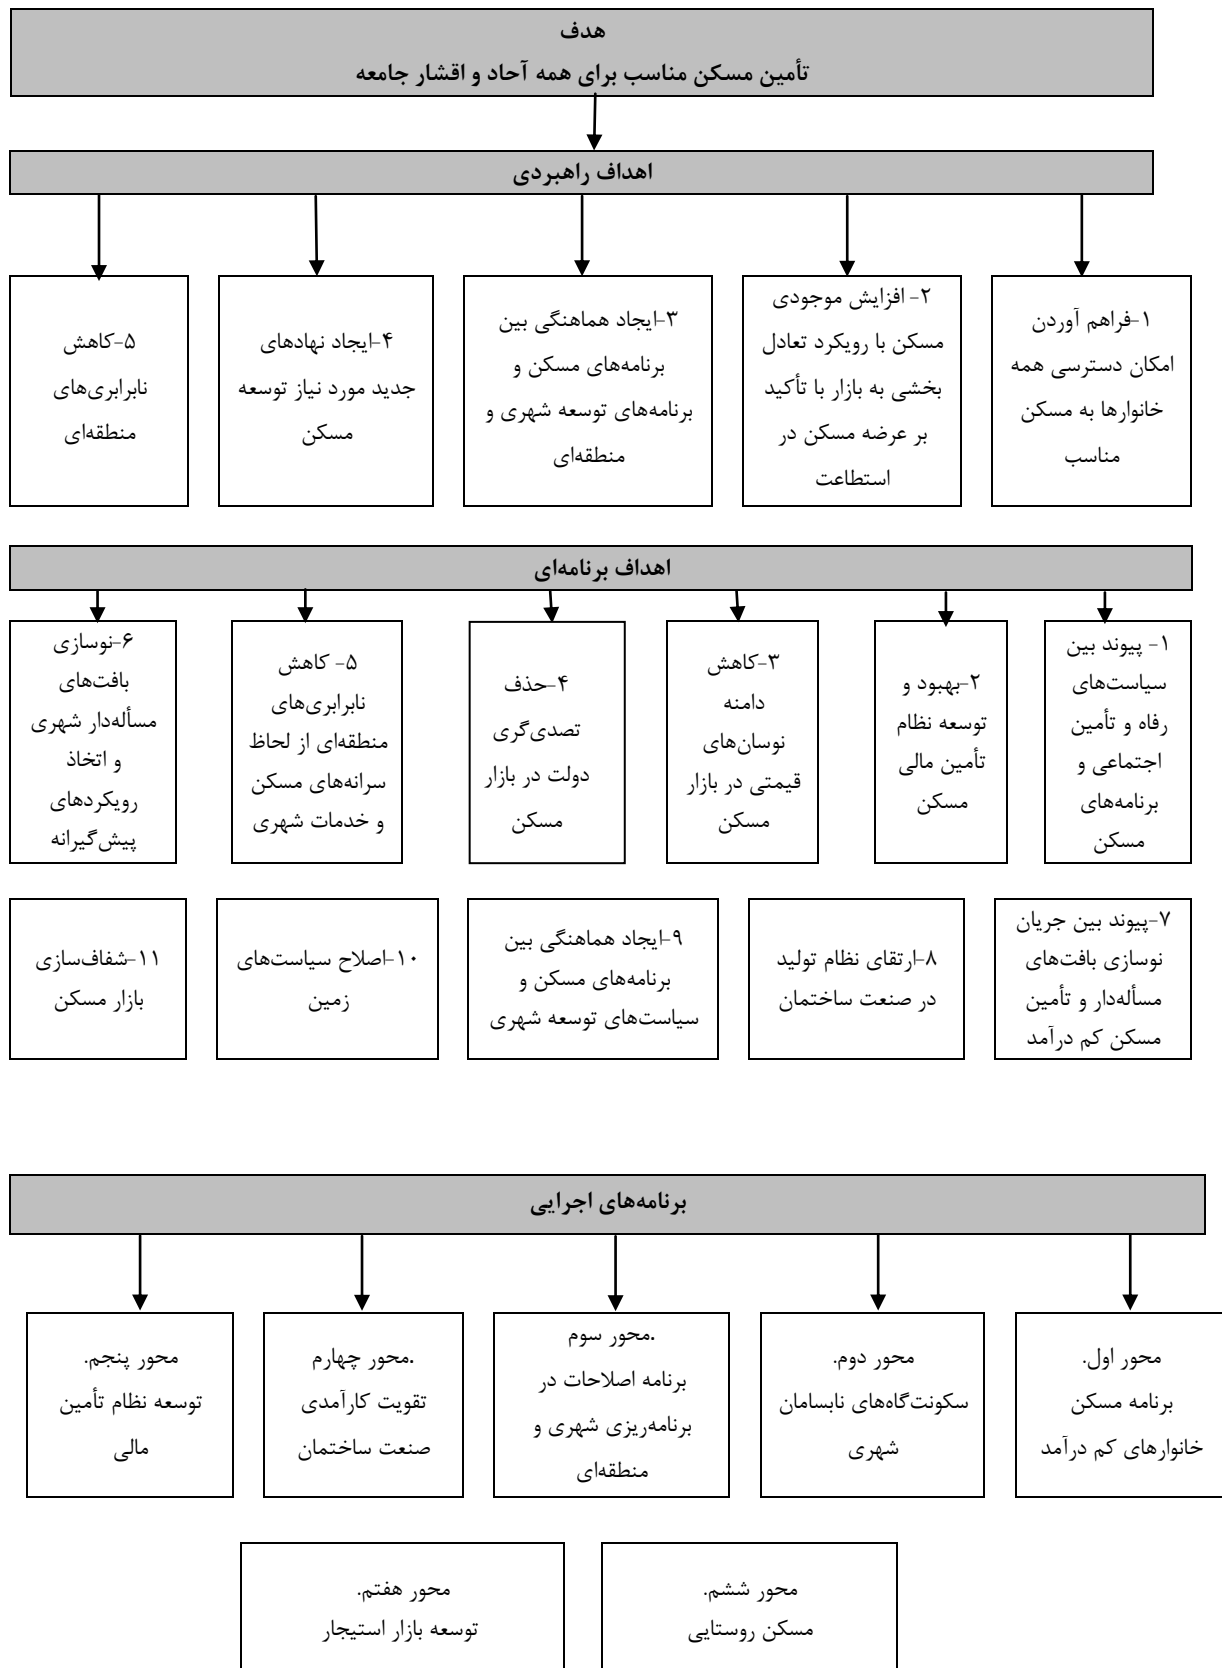 هدف
تأمین مسکن مناسب برای همه آحاد و اقشار جامعه
اهداف راهبردی
۱-فراهم آوردن
امکان دسترسی همه
خانوارها به مسکن
مناسب
۲- افزایش موجودی
مسکن با رویکرد تعادل
بخشی به بازار با تأکید
بر عرضه مسکن در
استطاعت
۳-ایجاد هماهنگی بین
برنامه‌های مسکن و
برنامه‌های توسعه شهری و
منطقه‌ای
۴-ایجاد نهادهای
جدید مورد نیاز توسعه
مسکن
۵-کاهش
نابرابری‌های
منطقه‌ای
اهداف برنامه‌ای
۱- پیوند بین
سیاست‌های
رفاه و تأمین
اجتماعی و
برنامه‌های
مسکن
۲-بهبود و
توسعه نظام
تأمین مالی
مسکن
۳-کاهش
دامنه
نوسان‌های
قیمتی در بازار
مسکن
۴-حذف
تصدی‌گری
دولت در بازار
مسکن
۵- کاهش
نابرابری‌های
منطقه‌ای از لحاظ
سرانه‌های مسکن
و خدمات شهری
۶-نوسازی
بافت‌های
مسأله‌دار شهری
و اتخاذ
رویکردهای
پیش‌گیرانه
۷-پیوند بین جریان
نوسازی بافت‌های
مسأله‌دار و تأمین
مسکن کم درآمد
۸-ارتقای نظام تولید
در صنعت ساختمان
۹-ایجاد هماهنگی بین
برنامه‌های مسکن و
سیاست‌های توسعه شهری
۱۰-اصلاح سیاست‌های
زمین
۱۱-شفاف‌سازی
بازار مسکن
برنامه‌های اجرایی
محور اول.
برنامه مسکن
خانوارهای کم درآمد
محور دوم.
سکونت‌گاه‌های نابسامان
شهری
.محور سوم
برنامه اصلاحات در
برنامه‌ریزی شهری و
منطقه‌ای
.محور چهارم
تقویت کارآمدی
صنعت ساختمان
محور پنجم.
توسعه نظام تأمین
مالی
محور ششم.
مسکن روستایی
محور هفتم.
توسعه بازار استیجار